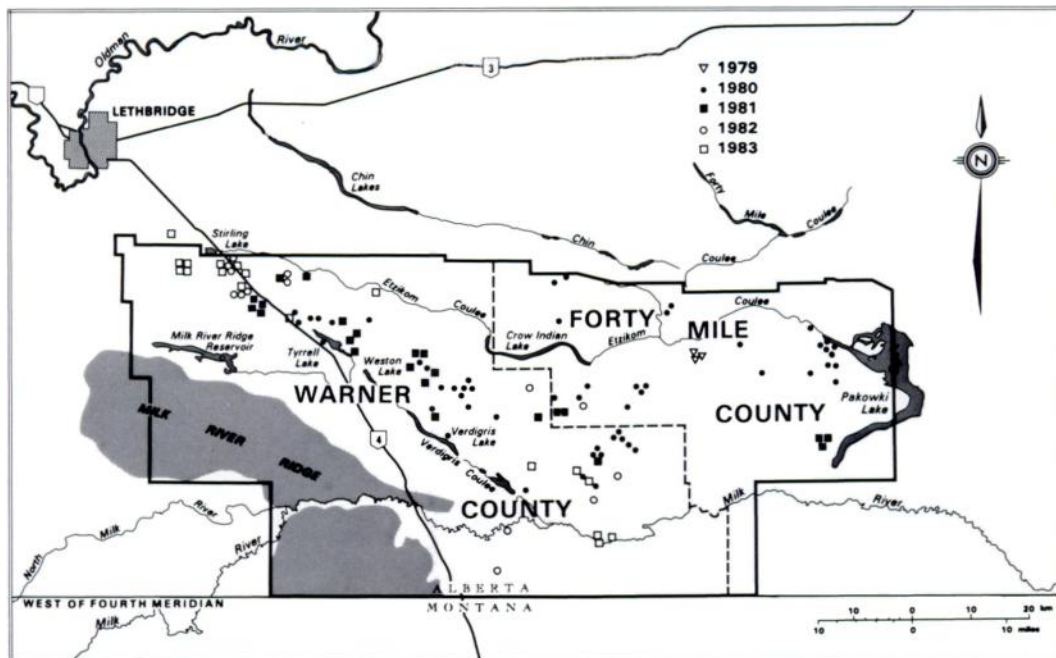 Oldman
River
3
LETHBRIDGE
1979
1980
1981
1982
1983
N
Chin
Lakes
Forty
Mile
Coulee
Chin
Coulee
Stirling
Lake
Etzikom
Coulee
FORTY
MILE
Coulee
Crow Indian
Lake
Etzikom
Milk River Ridge
Reservoir
Tyrrell
Lake
Weston
Lake
WARNER
COUNTY
Pakowki
Lake
MILK
RIVER
RIDGE
4
Verdigris
Lake
Verdigris
Coulee
COUNTY
Milk
River
North
Milk
River
River
ALBERTA
MONTANA
WEST OF FOURTH MERIDIAN
Milk
10 0 10 20 km
10 0 10 miles